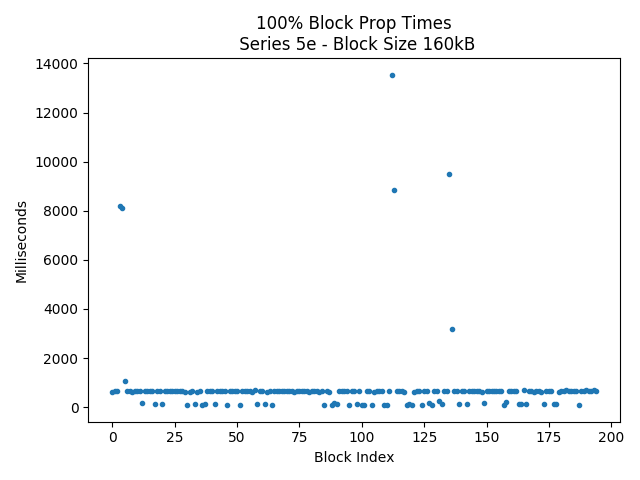 100% Block Prop Times
Series 5e - Block Size 160kB
14000
12000
10000
8000
6000
4000
2000
0
Milliseconds
0 25 50 75 100 125 150 175 200
Block Index